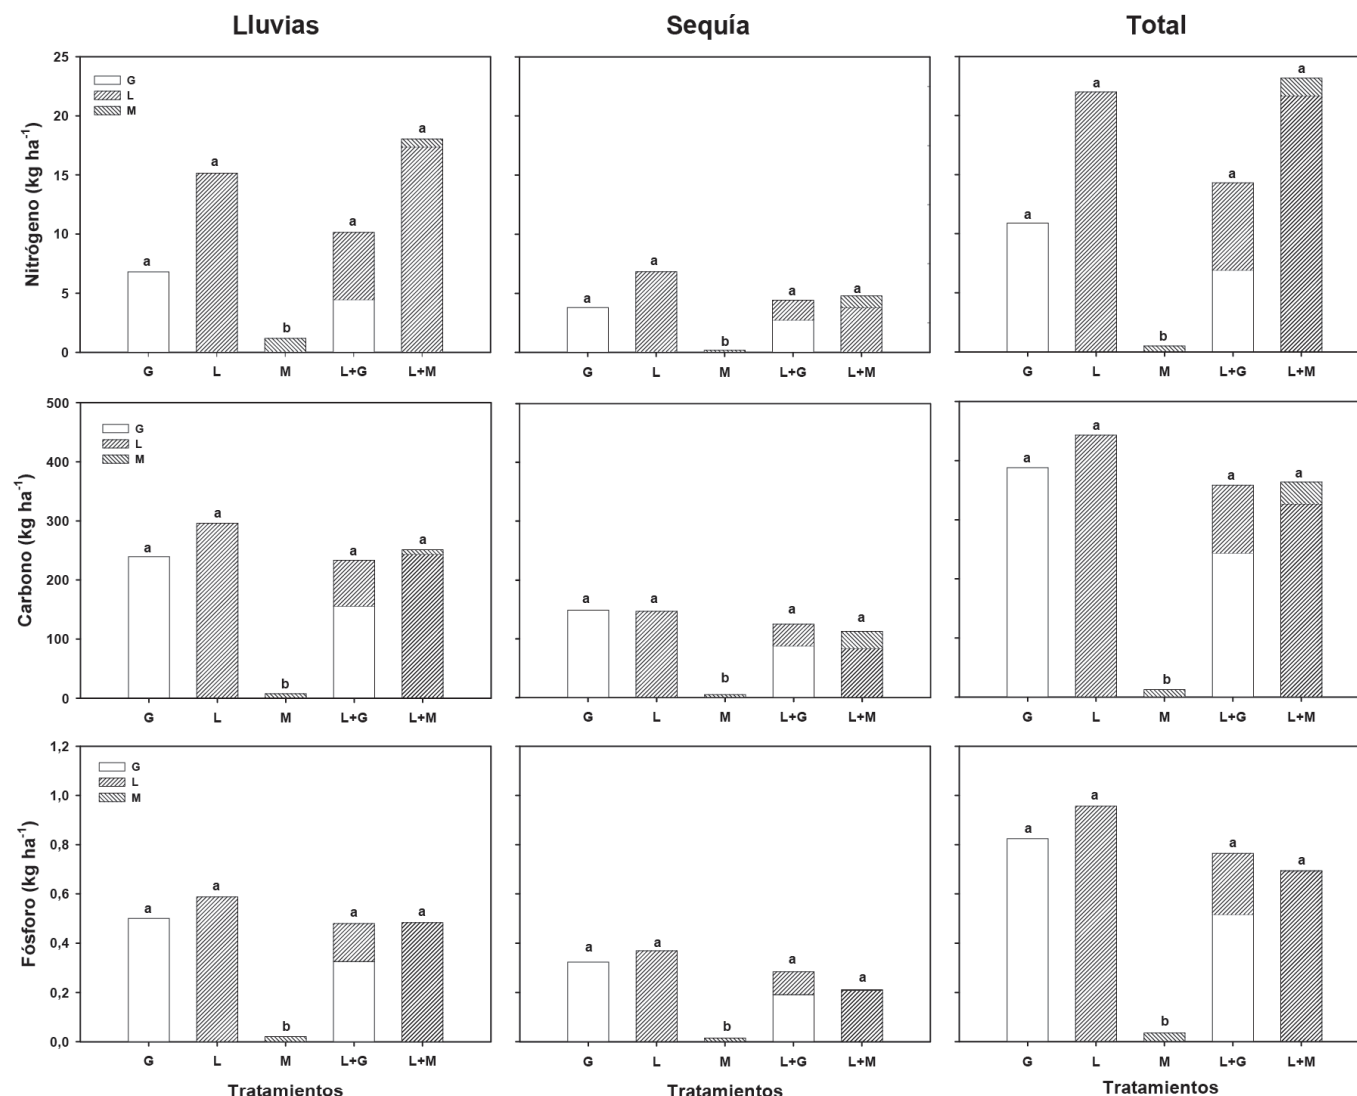 Lluvias
Sequía
Total
Nitrógeno (kg ha⁻¹)
25
20
15
10
5
0
G
L
M
a
a
b
a
a
G
L
M
L+G
L+M
a
a
b
a
a
G
L
M
L+G
L+M
a
a
b
a
a
G
L
M
L+G
L+M
Carbono (kg ha⁻¹)
500
400
300
200
100
0
G
L
M
a
a
b
a
a
G
L
M
L+G
L+M
a
a
b
a
a
G
L
M
L+G
L+M
a
a
b
a
a
G
L
M
L+G
L+M
Fósforo (kg ha⁻¹)
1,2
1,0
0,8
0,6
0,4
0,2
0,0
G
L
M
a
a
b
a
a
G
L
M
L+G
L+M
Tratamientos
a
a
b
a
a
G
L
M
L+G
L+M
Tratamientos
a
a
b
a
a
G
L
M
L+G
L+M
Tratamientos